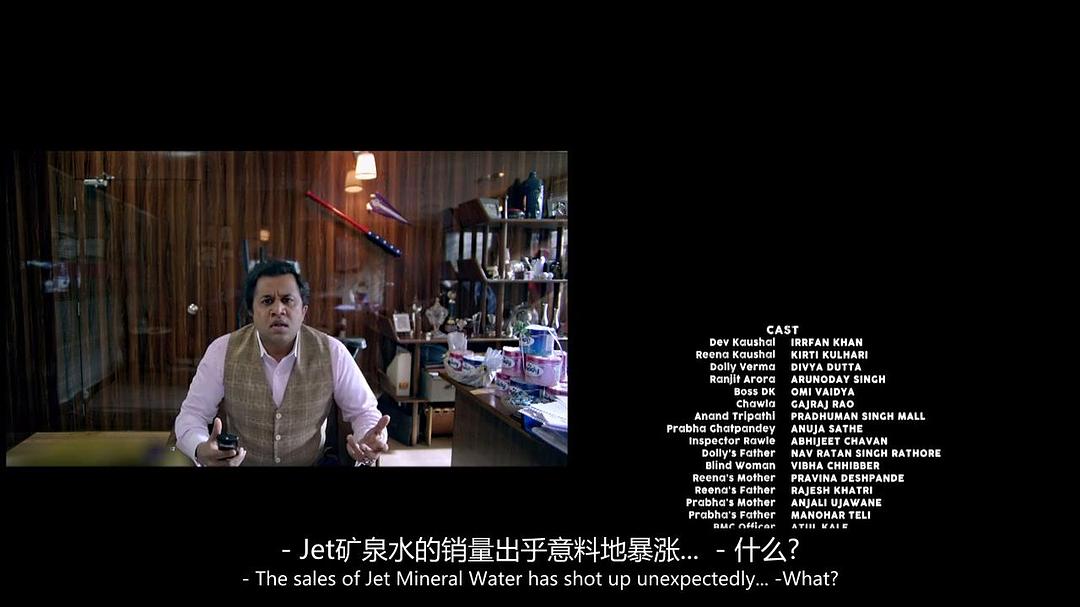 CAST
Dev Kaushal IRRFAN KHAN
Reena Kaushal KIRTI KULHARI
Dolly Verma DIVYA DUTTA
Ranjit Arora ARUNODAY SINGH
Boss DK OMI VAIDYA
Chawla GAJRAJ RAO
Anand Tripathi PRADHUMAN SINGH MALL
Prabha Ghatpandey ANUJA SATHE
Inspector Rawle ABHIJEET CHAVAN
Dolly's Father NAV RATAN SINGH RATHORE
Blind Woman VIBHA CHHIBBER
Reena's Mother PRAVINA DESHPANDE
Reena's Father RAJESH KHATRI
Prabha's Mother ANJALI UJAWANE
Prabha's Father MANOHAR TELI
BMC Officer ATUL KALE
- Jet矿泉水的销量出乎意料地暴涨... - 什么?
- The sales of Jet Mineral Water has shot up unexpectedly... -What?